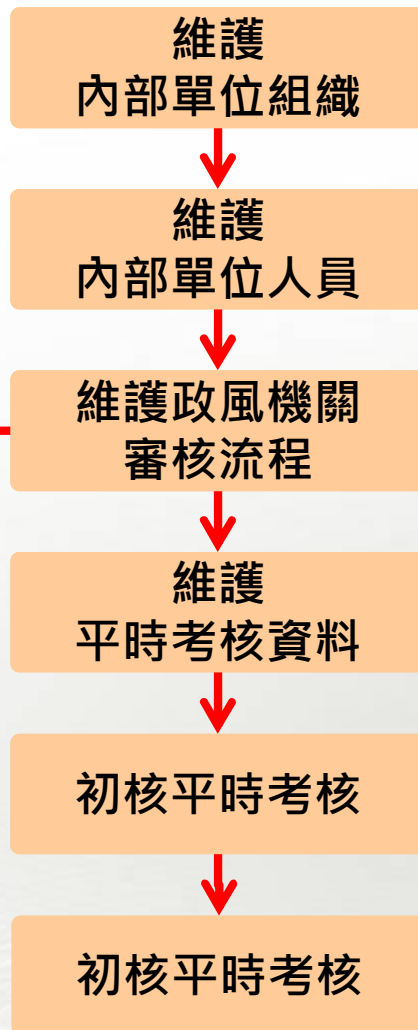 維護
內部單位組織
維護
內部單位人員
維護政風機關
審核流程
維護
平時考核資料
初核平時考核
初核平時考核